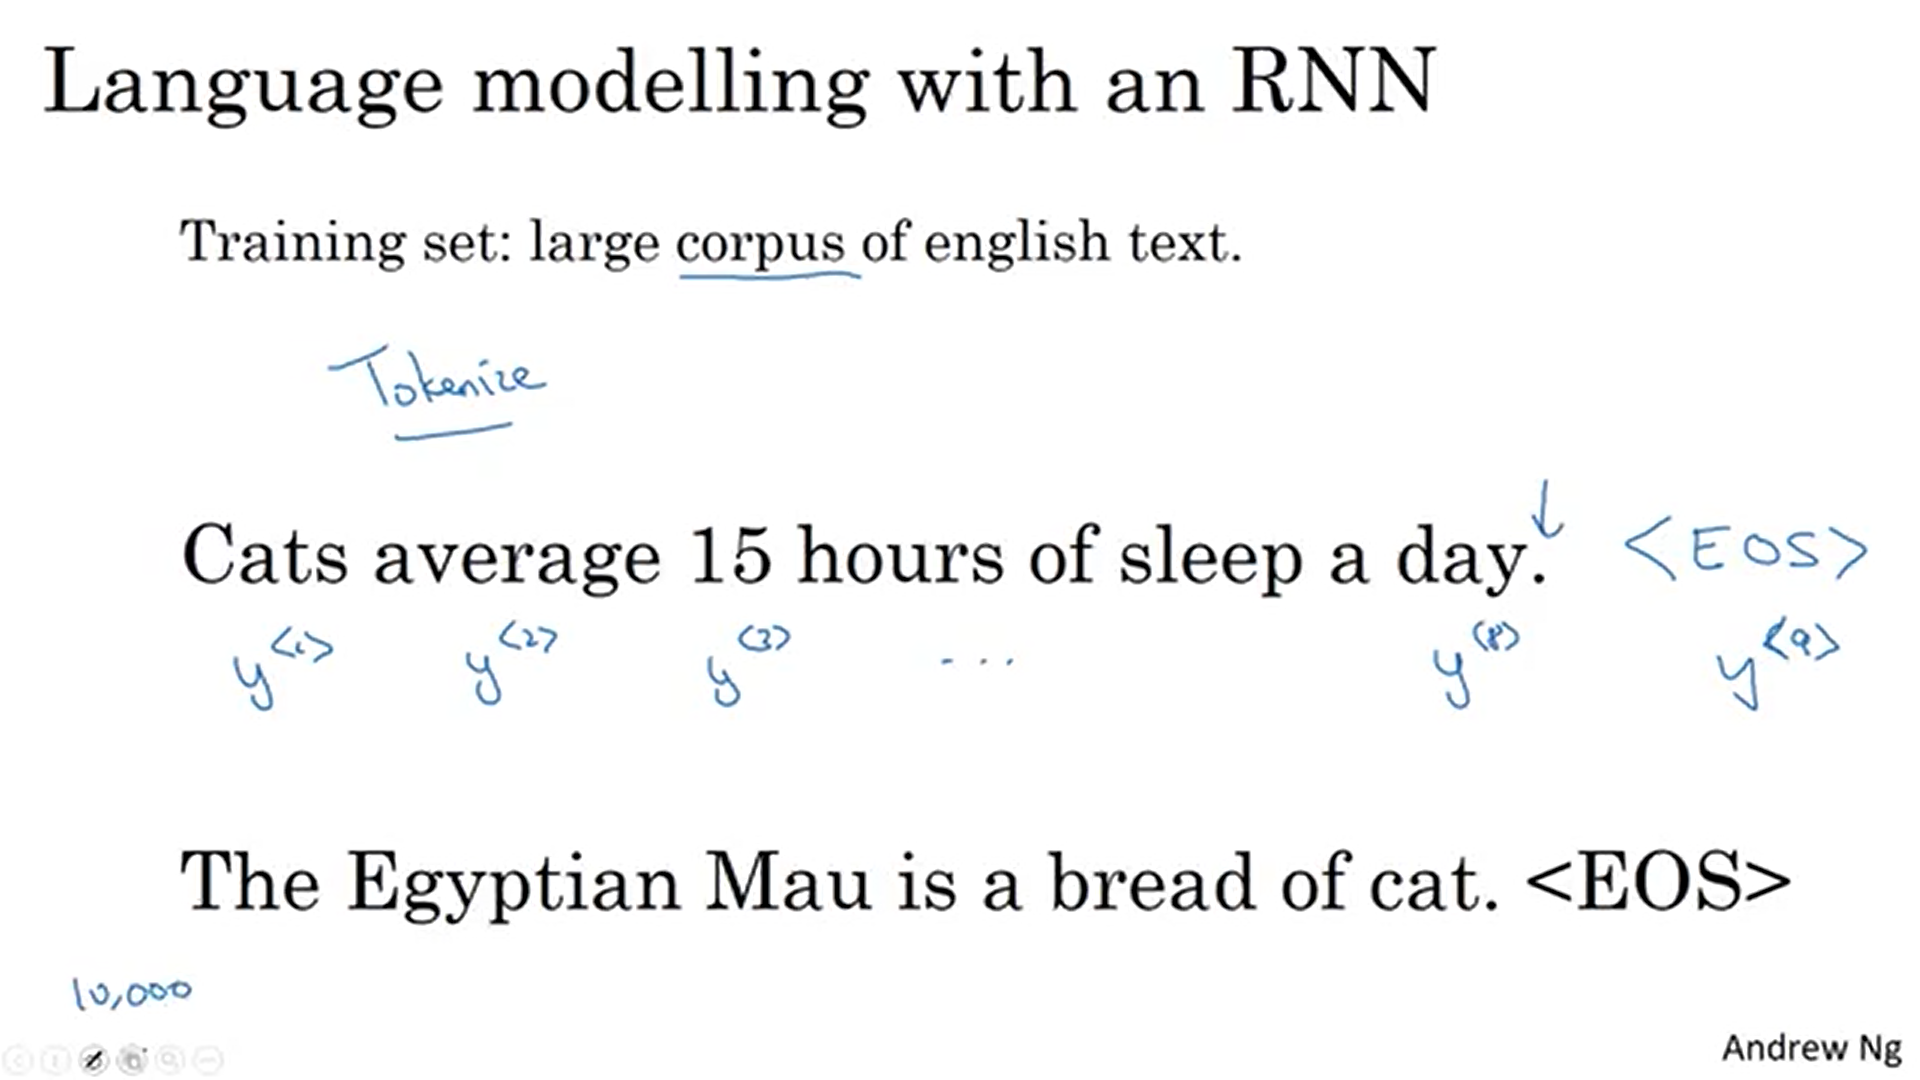 Language modelling with an RNN
Training set: large corpus of english text.
Tokenize
Cats average 15 hours of sleep a day. <EOS>
y<1> y<2> y<3> ... y<8> y<9>
The Egyptian Mau is a bread of cat. <EOS>
10,000
Andrew Ng